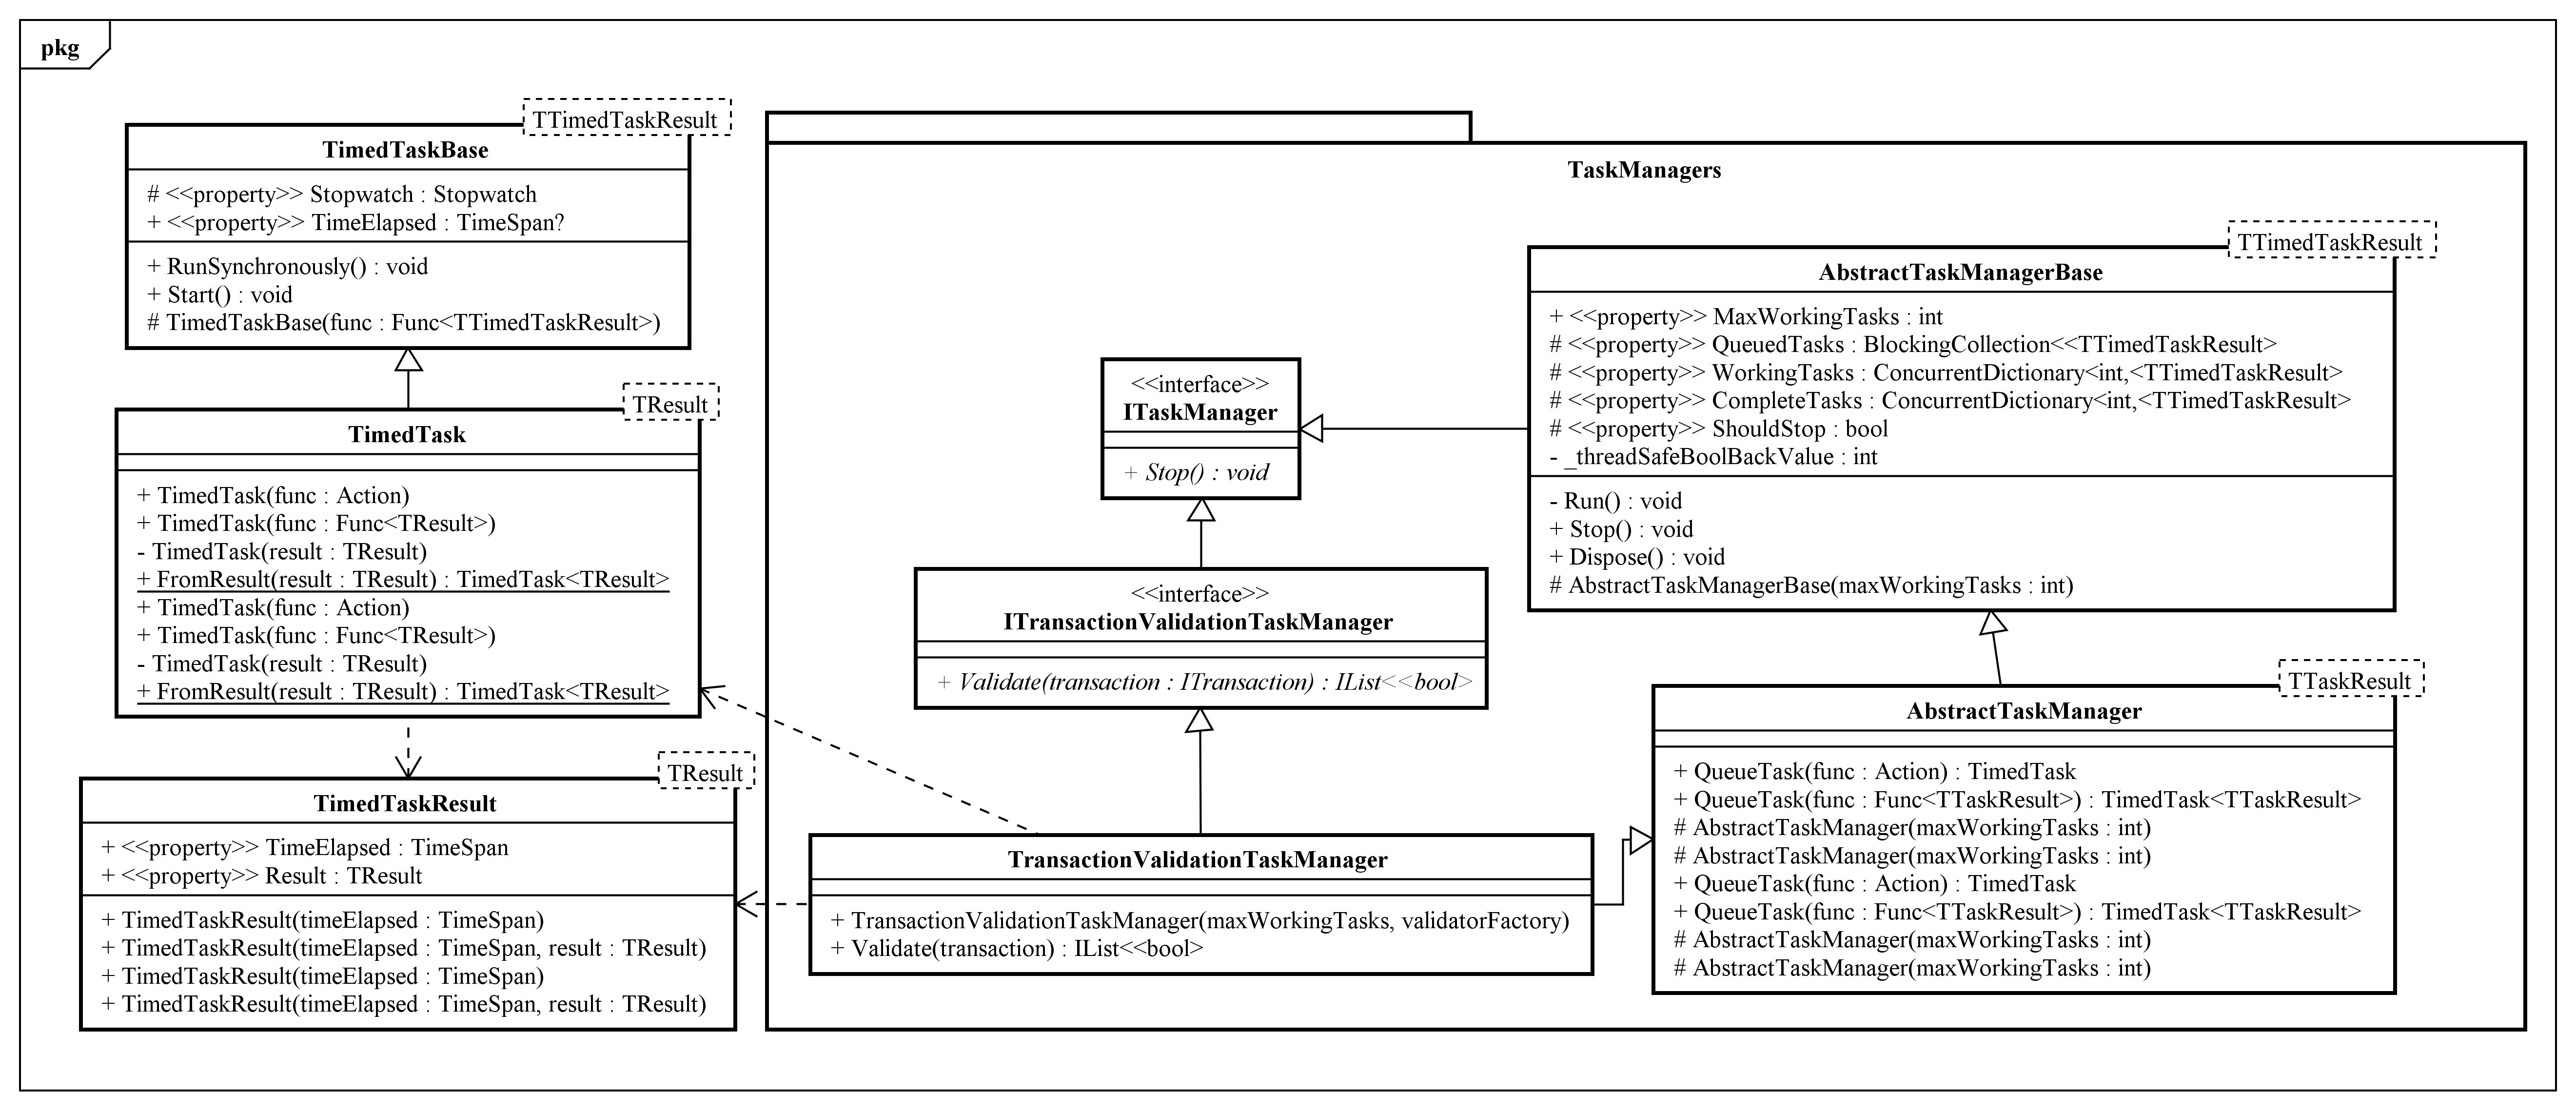 pkg
TTimedTaskResult
TimedTaskBase
# <<property>> Stopwatch : Stopwatch
+ <<property>> TimeElapsed : TimeSpan?
+ RunSynchronously() : void
+ Start() : void
# TimedTaskBase(func : Func<TTimedTaskResult>)
TResult
TimedTask
+ TimedTask(func : Action)
+ TimedTask(func : Func<TResult>)
- TimedTask(result : TResult)
+ FromResult(result : TResult) : TimedTask<TResult>
+ TimedTask(func : Action)
+ TimedTask(func : Func<TResult>)
- TimedTask(result : TResult)
+ FromResult(result : TResult) : TimedTask<TResult>
TResult
TimedTaskResult
+ <<property>> TimeElapsed : TimeSpan
+ <<property>> Result : TResult
+ TimedTaskResult(timeElapsed : TimeSpan)
+ TimedTaskResult(timeElapsed : TimeSpan, result : TResult)
+ TimedTaskResult(timeElapsed : TimeSpan)
+ TimedTaskResult(timeElapsed : TimeSpan, result : TResult)
TaskManagers
<<interface>>
ITaskManager
+ Stop() : void
<<interface>>
ITransactionValidationTaskManager
+ Validate(transaction : ITransaction) : IList<<bool>
TransactionValidationTaskManager
+ TransactionValidationTaskManager(maxWorkingTasks, validatorFactory)
+ Validate(transaction) : IList<<bool>
TTimedTaskResult
AbstractTaskManagerBase
+ <<property>> MaxWorkingTasks : int
# <<property>> QueuedTasks : BlockingCollection<<TTimedTaskResult>
# <<property>> WorkingTasks : ConcurrentDictionary<int,<TTimedTaskResult>
# <<property>> CompleteTasks : ConcurrentDictionary<int,<TTimedTaskResult>
# <<property>> ShouldStop : bool
- _threadSafeBoolBackValue : int
- Run() : void
+ Stop() : void
+ Dispose() : void
# AbstractTaskManagerBase(maxWorkingTasks : int)
TTaskResult
AbstractTaskManager
+ QueueTask(func : Action) : TimedTask
+ QueueTask(func : Func<TTaskResult>) : TimedTask<TTaskResult>
# AbstractTaskManager(maxWorkingTasks : int)
# AbstractTaskManager(maxWorkingTasks : int)
+ QueueTask(func : Action) : TimedTask
+ QueueTask(func : Func<TTaskResult>) : TimedTask<TTaskResult>
# AbstractTaskManager(maxWorkingTasks : int)
# AbstractTaskManager(maxWorkingTasks : int)